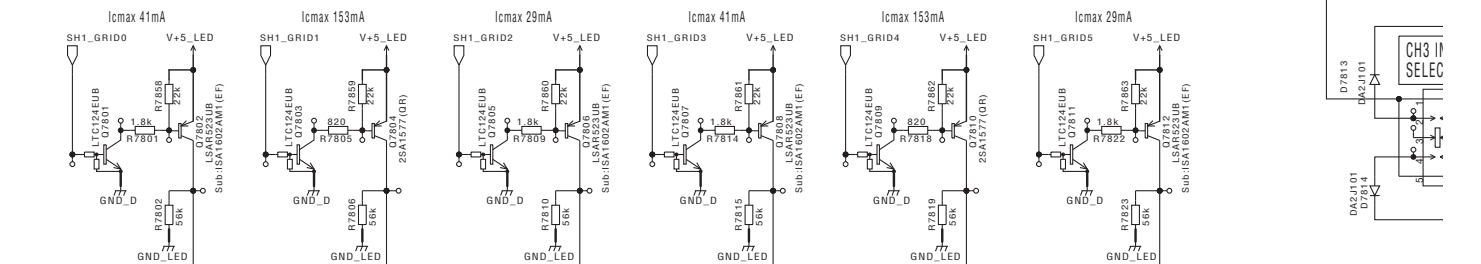 Icmax 41mA
SH1_GRID0
V+5_LED
R7858
22k
LTC124EUB
Q7801
1.8k
R7801
Q7802
LSAR523UB
Sub:ISA1602AM1(EF)
GND_D
R7802
56k
GND_LED
Icmax 153mA
SH1_GRID1
V+5_LED
R7859
22k
LTC124EUB
Q7803
820
R7805
Q7804
2SA1577(QR)
GND_D
R7806
56k
GND_LED
Icmax 29mA
SH1_GRID2
V+5_LED
R7860
22k
LTC124EUB
Q7805
1.8k
R7809
Q7806
LSAR523UB
Sub:ISA1602AM1(EF)
GND_D
R7810
56k
GND_LED
Icmax 41mA
SH1_GRID3
V+5_LED
R7861
22k
LTC124EUB
Q7807
1.8k
R7814
Q7808
LSAR523UB
Sub:ISA1602AM1(EF)
GND_D
R7815
56k
GND_LED
Icmax 153mA
SH1_GRID4
V+5_LED
R7862
22k
LTC124EUB
Q7809
820
R7818
Q7810
2SA1577(QR)
GND_D
R7819
56k
GND_LED
Icmax 29mA
SH1_GRID5
V+5_LED
R7863
22k
LTC124EUB
Q7811
1.8k
R7822
Q7812
LSAR523UB
Sub:ISA1602AM1(EF)
GND_D
R7823
56k
GND_LED
D7813
DA2J101
CH3 IN
SELEC
1
2
3
4
5
DA2J101
D7814